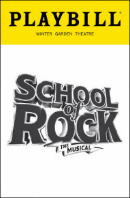 PLAYBILL
WINTER GARDEN THEATRE
SCHOOL
of
ROCK
THE MUSICAL